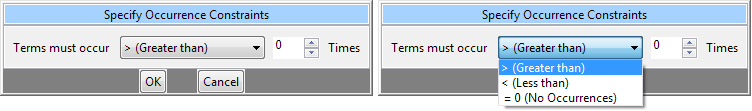 Specify Occurrence Constraints
Terms must occur > (Greater than) 0 Times
OK Cancel
Specify Occurrence Constraints
Terms must occur > (Greater than) 0 Times
> (Greater than)
< (Less than)
= 0 (No Occurrences)